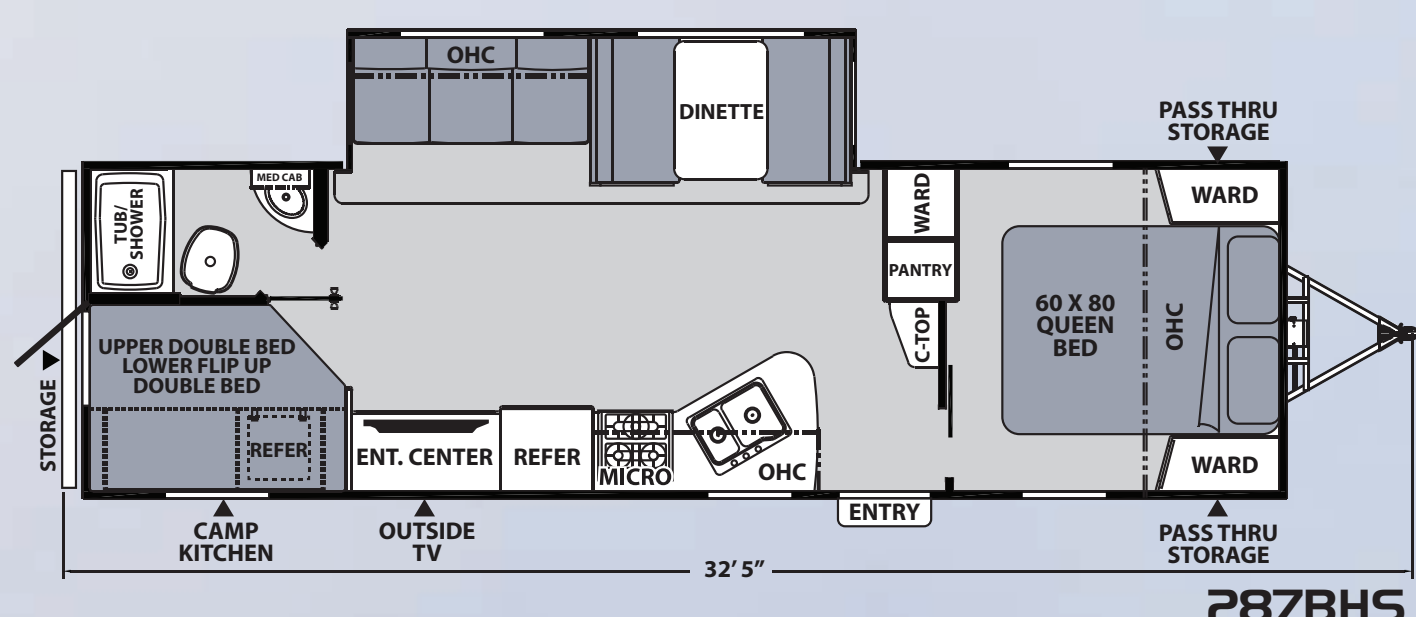 OHC
DINETTE
PASS THRU
STORAGE
MED CAB
TUB/
SHOWER
WARD
WARD
PANTRY
C-TOP
60 X 80
QUEEN
BED
OHC
UPPER DOUBLE BED
LOWER FLIP UP
DOUBLE BED
STORAGE
REFER
ENT. CENTER
REFER
MICRO
OHC
WARD
ENTRY
CAMP
KITCHEN
OUTSIDE
TV
PASS THRU
STORAGE
32’ 5”
287BHS